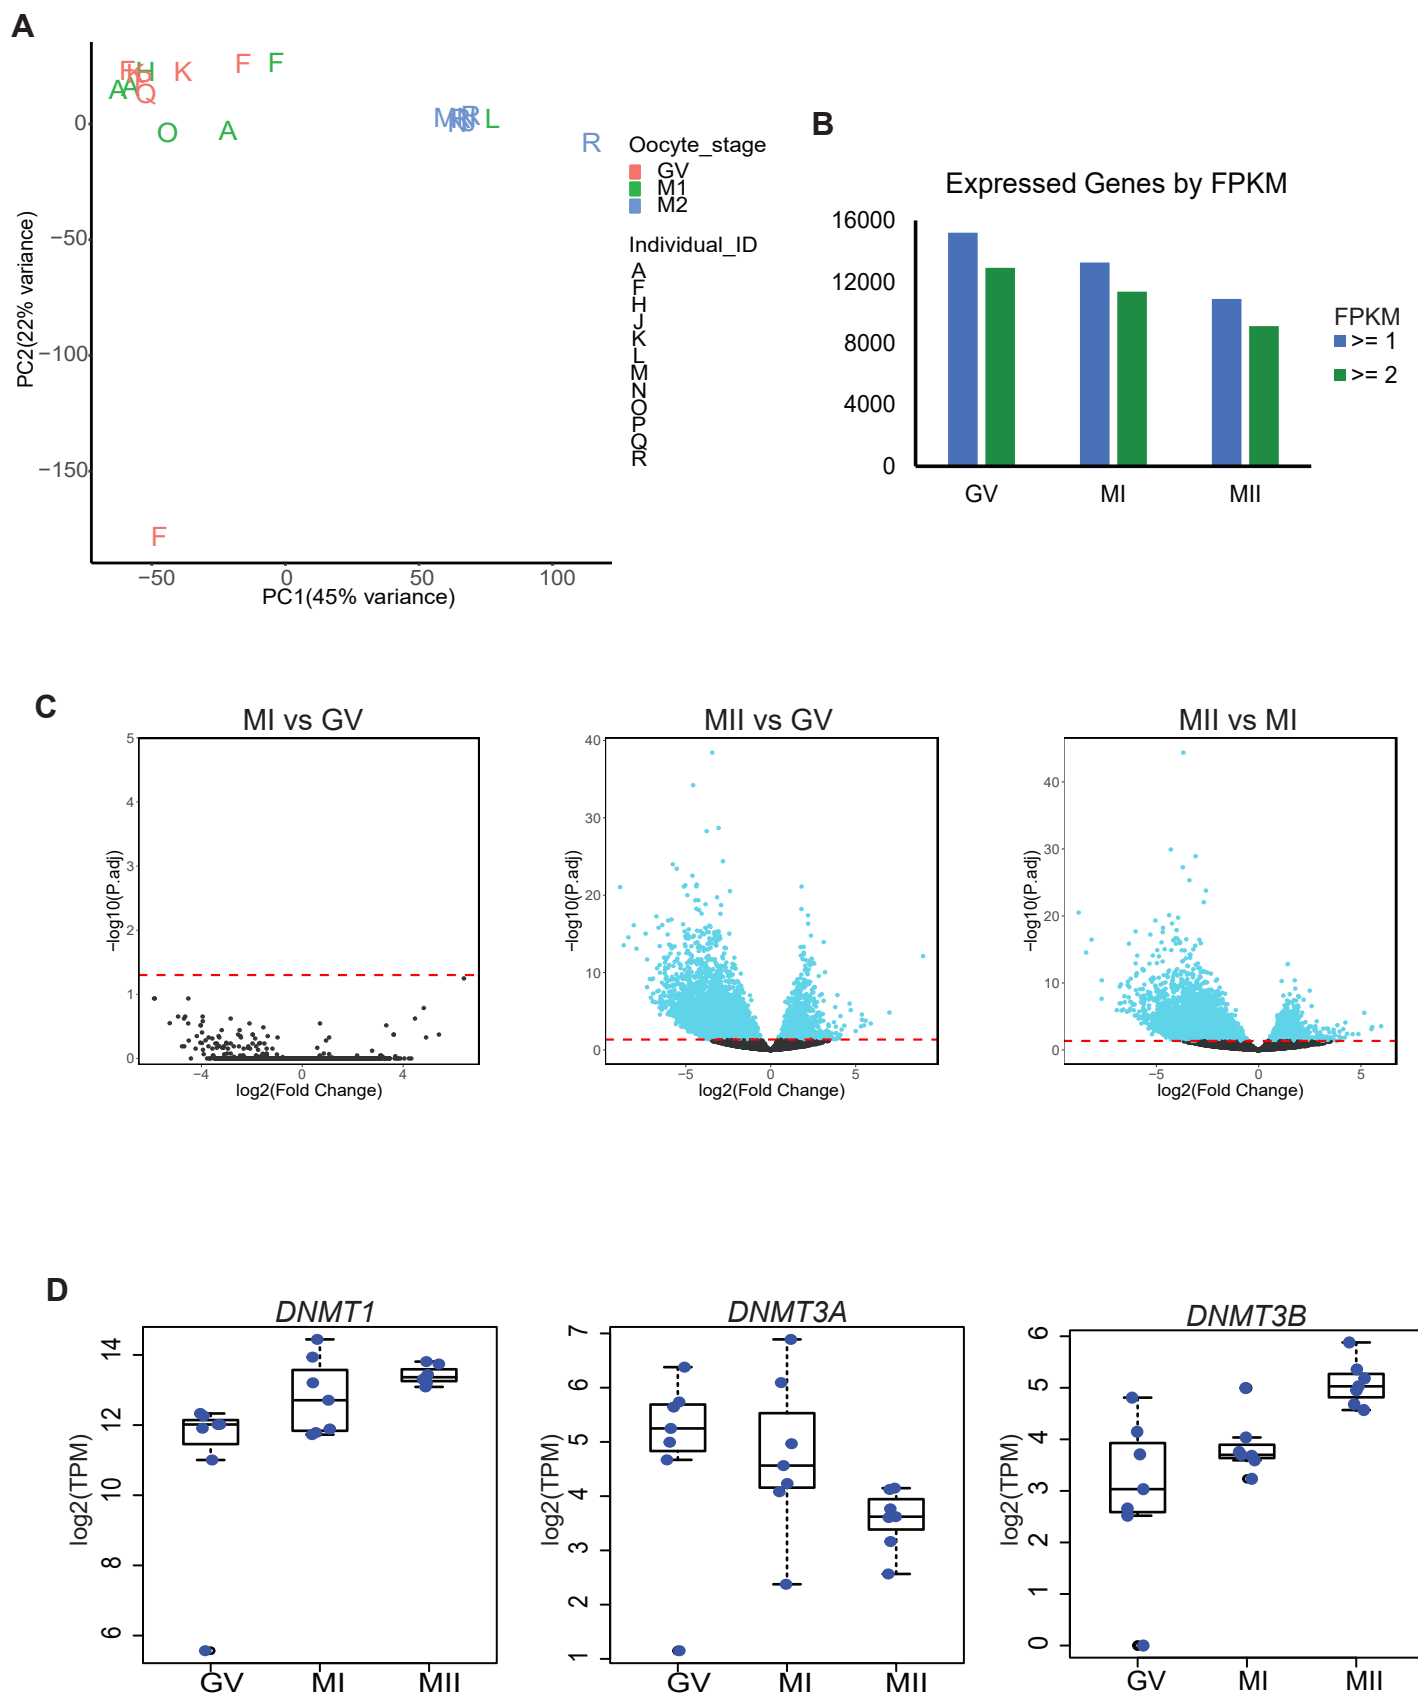 A
F
K
H
K
P
F
F
A
A
Q
O
A
M
N
R
J
R
L
R
0
−50
−100
−150
−50
0
50
100
PC2(22% variance)
PC1(45% variance)
F
Oocyte_stage
GV
M1
M2
Individual_ID
A
F
H
J
K
L
M
N
O
P
Q
R
B
Expressed Genes by FPKM
16000
12000
8000
4000
0
GV
MI
MII
FPKM
>= 1
>= 2
C
MI vs GV
5
4
3
2
1
0
−log10(P.adj)
−4
0
4
log2(Fold Change)
MII vs GV
40
30
20
10
0
−log10(P.adj)
−5
0
5
log2(Fold Change)
MII vs MI
40
30
20
10
0
−log10(P.adj)
−5
0
5
log2(Fold Change)
D
DNMT1
14
12
10
8
6
log2(TPM)
GV
MI
MII
DNMT3A
7
6
5
4
3
2
1
log2(TPM)
GV
MI
MII
DNMT3B
6
5
4
3
2
1
0
log2(TPM)
GV
MI
MII